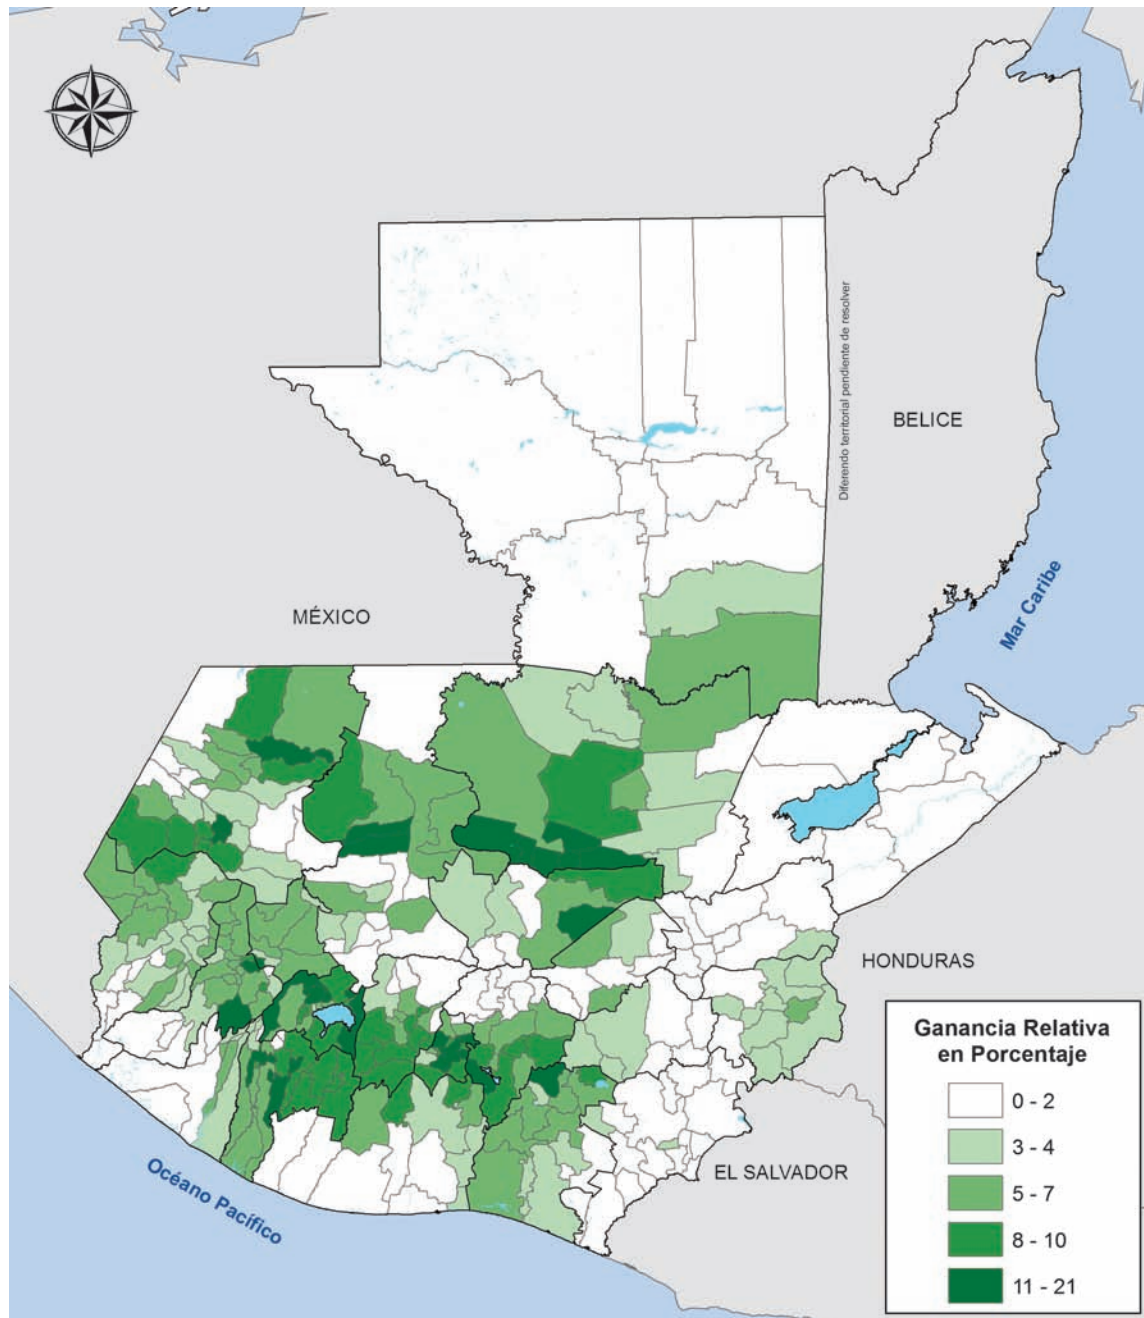 Diferendo territorial pendiente de resolver
BELICE
Mar Caribe
MÉXICO
HONDURAS
EL SALVADOR
Océano Pacífico
Ganancia Relativa
en Porcentaje
0 - 2
3 - 4
5 - 7
8 - 10
11 - 21